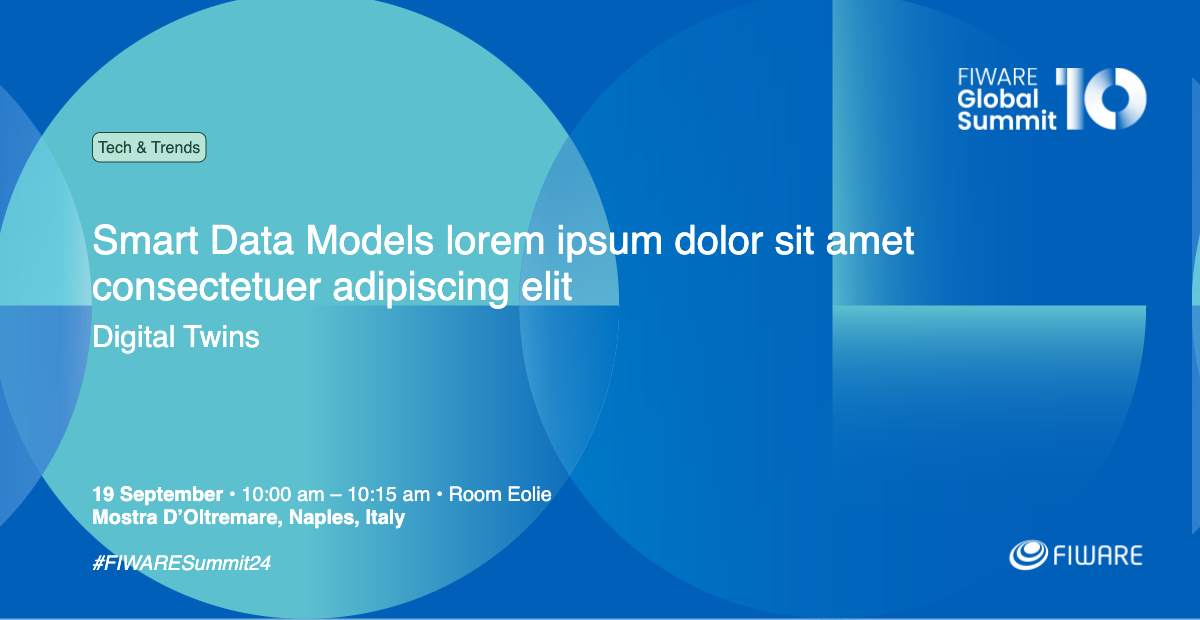 FIWARE
Global
Summit
10
Tech & Trends
Smart Data Models lorem ipsum dolor sit amet
consectetuer adipiscing elit
Digital Twins
19 September • 10:00 am – 10:15 am • Room Eolie
Mostra D’Oltremare, Naples, Italy
#FIWARESummit24
FIWARE